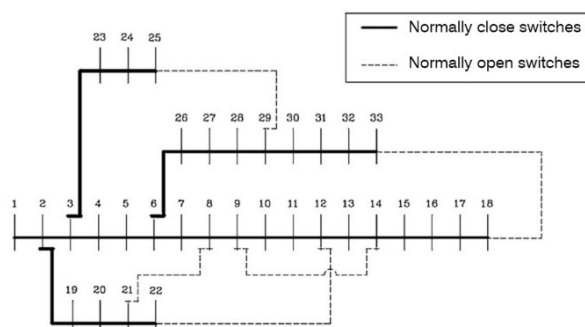 23 24 25
Normally close switches
Normally open switches
26 27 28 29 30 31 32 33
1 2 3 4 5 6 7 8 9 10 11 12 13 14 15 16 17 18
19 20 21 22